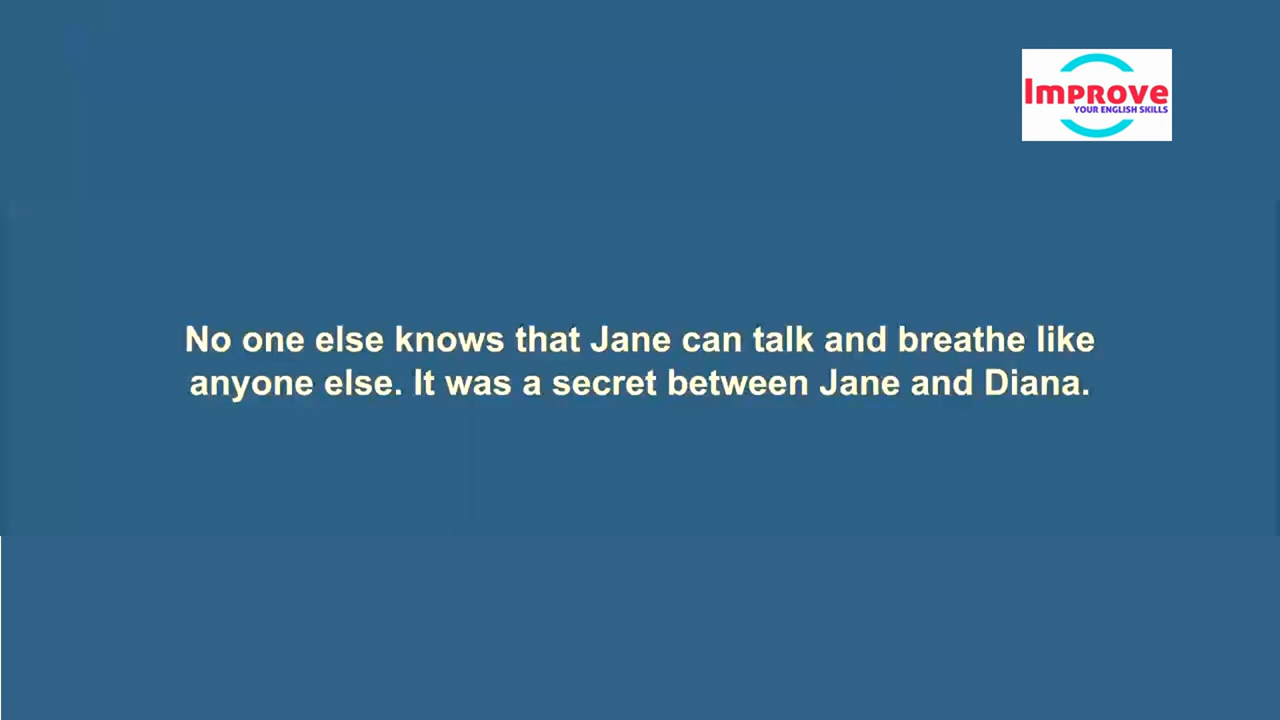 Improve
YOUR ENGLISH SKILLS
No one else knows that Jane can talk and breathe like
anyone else. It was a secret between Jane and Diana.